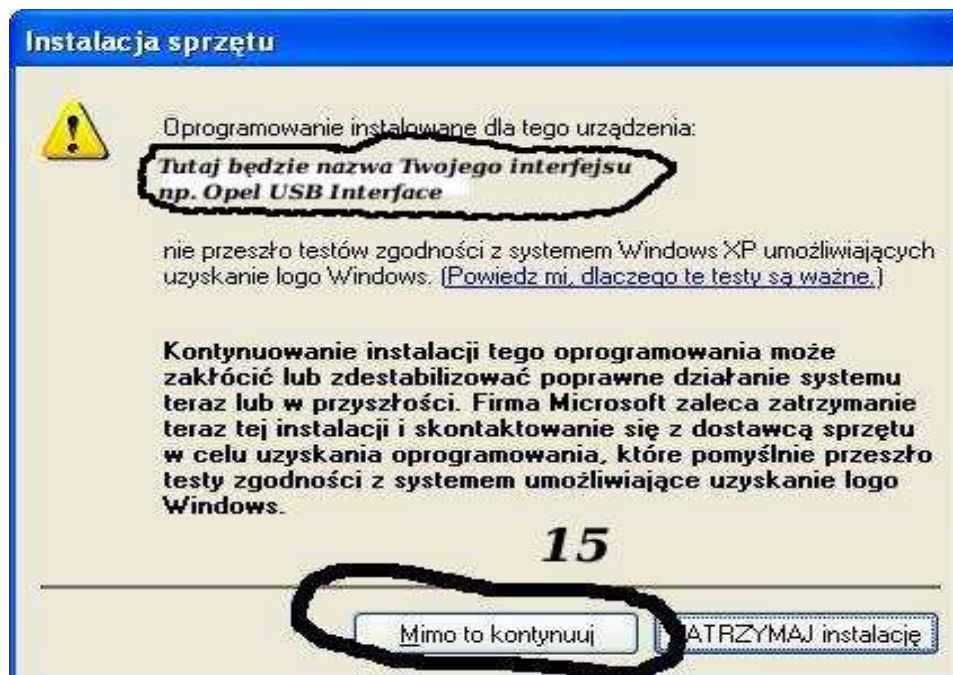 Instalacja sprzętu
Oprogramowanie instalowane dla tego urządzenia:
Tutaj będzie nazwa Twojego interfejsu
np. Opel USB Interface
nie przeszło testów zgodności z systemem Windows XP umożliwiających
uzyskanie logo Windows. (Powiedz mi, dlaczego te testy są ważne.)
Kontynuowanie instalacji tego oprogramowania może
zakłócić lub zdestabilizować poprawne działanie systemu
teraz lub w przyszłości. Firma Microsoft zaleca zatrzymanie
teraz tej instalacji i skontaktowanie się z dostawcą sprzętu
w celu uzyskania oprogramowania, które pomyślnie przeszło
testy zgodności z systemem umożliwiające uzyskanie logo
Windows.
15
Mimo to kontynuuj ATRZYMAJ instalację